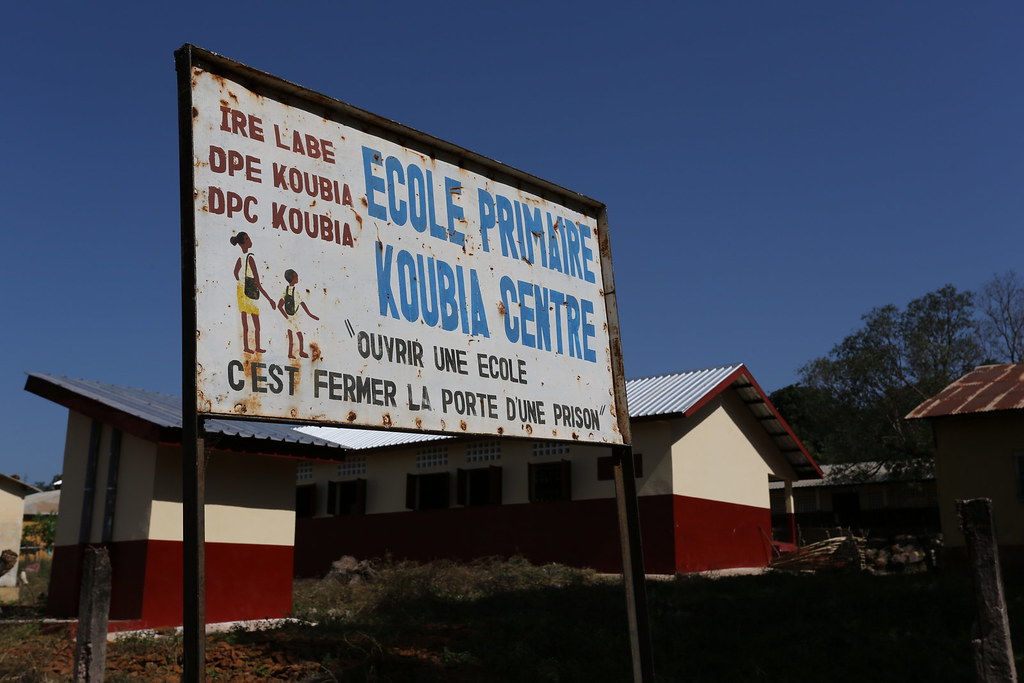 IRE LABE
DPE KOUBIA
DPC KOUBIA
ECOLE PRIMAIRE
KOUBIA CENTRE
"OUVRIR UNE ECOLE
C'EST FERMER LA PORTE D'UNE PRISON"